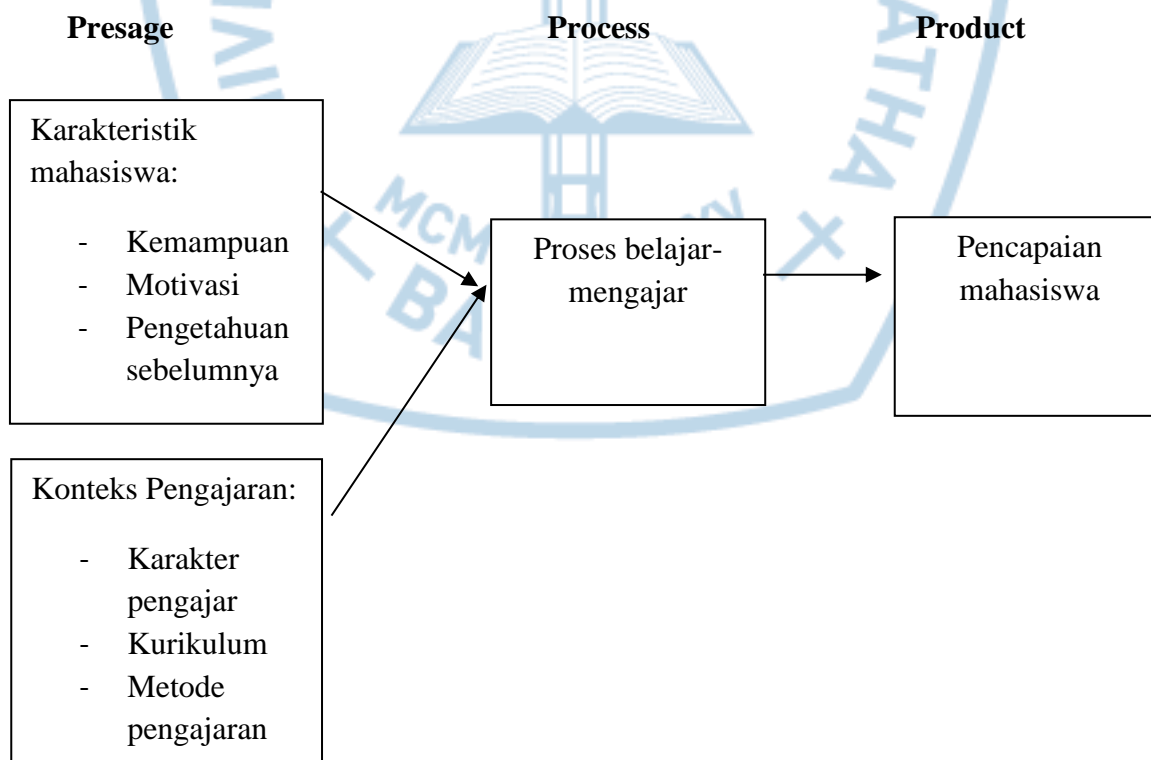 Presage
Process
Product
Karakteristik
mahasiswa:
- Kemampuan
- Motivasi
- Pengetahuan
sebelumnya
Proses belajar-
mengajar
Pencapaian
mahasiswa
Konteks Pengajaran:
- Karakter
pengajar
- Kurikulum
- Metode
pengajaran